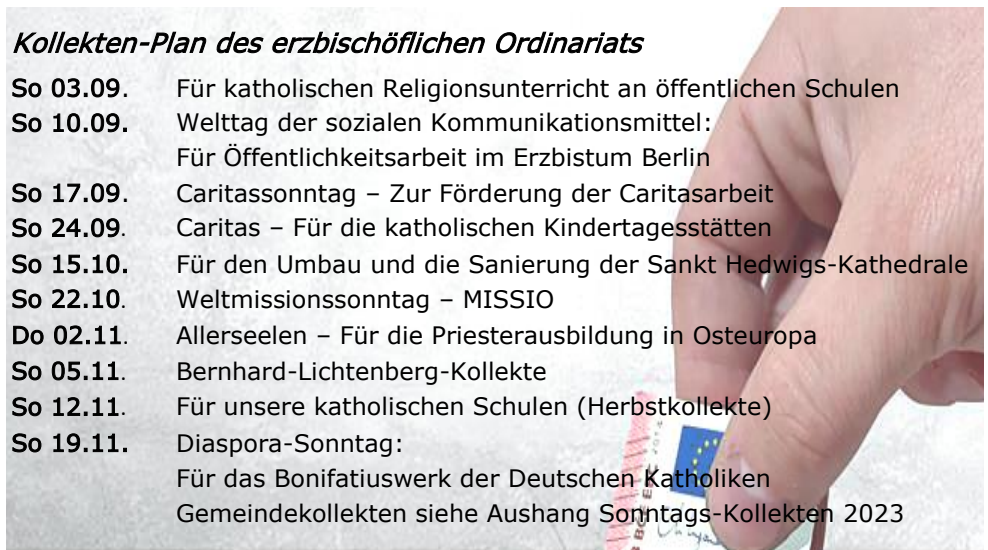 Kollekten-Plan des erzbischöflichen Ordinariats
So 03.09. Für katholischen Religionsunterricht an öffentlichen Schulen
So 10.09. Welttag der sozialen Kommunikationsmittel:
Für Öffentlichkeitsarbeit im Erzbistum Berlin
So 17.09. Caritassonntag – Zur Förderung der Caritasarbeit
So 24.09. Caritas – Für die katholischen Kindertagesstätten
So 15.10. Für den Umbau und die Sanierung der Sankt Hedwigs-Kathedrale
So 22.10. Weltmissionssonntag – MISSIO
Do 02.11. Allerseelen – Für die Priesterausbildung in Osteuropa
So 05.11. Bernhard-Lichtenberg-Kollekte
So 12.11. Für unsere katholischen Schulen (Herbstkollekte)
So 19.11. Diaspora-Sonntag:
Für das Bonifatiuswerk der Deutschen Katholiken
Gemeindekollekten siehe Aushang Sonntags-Kollekten 2023